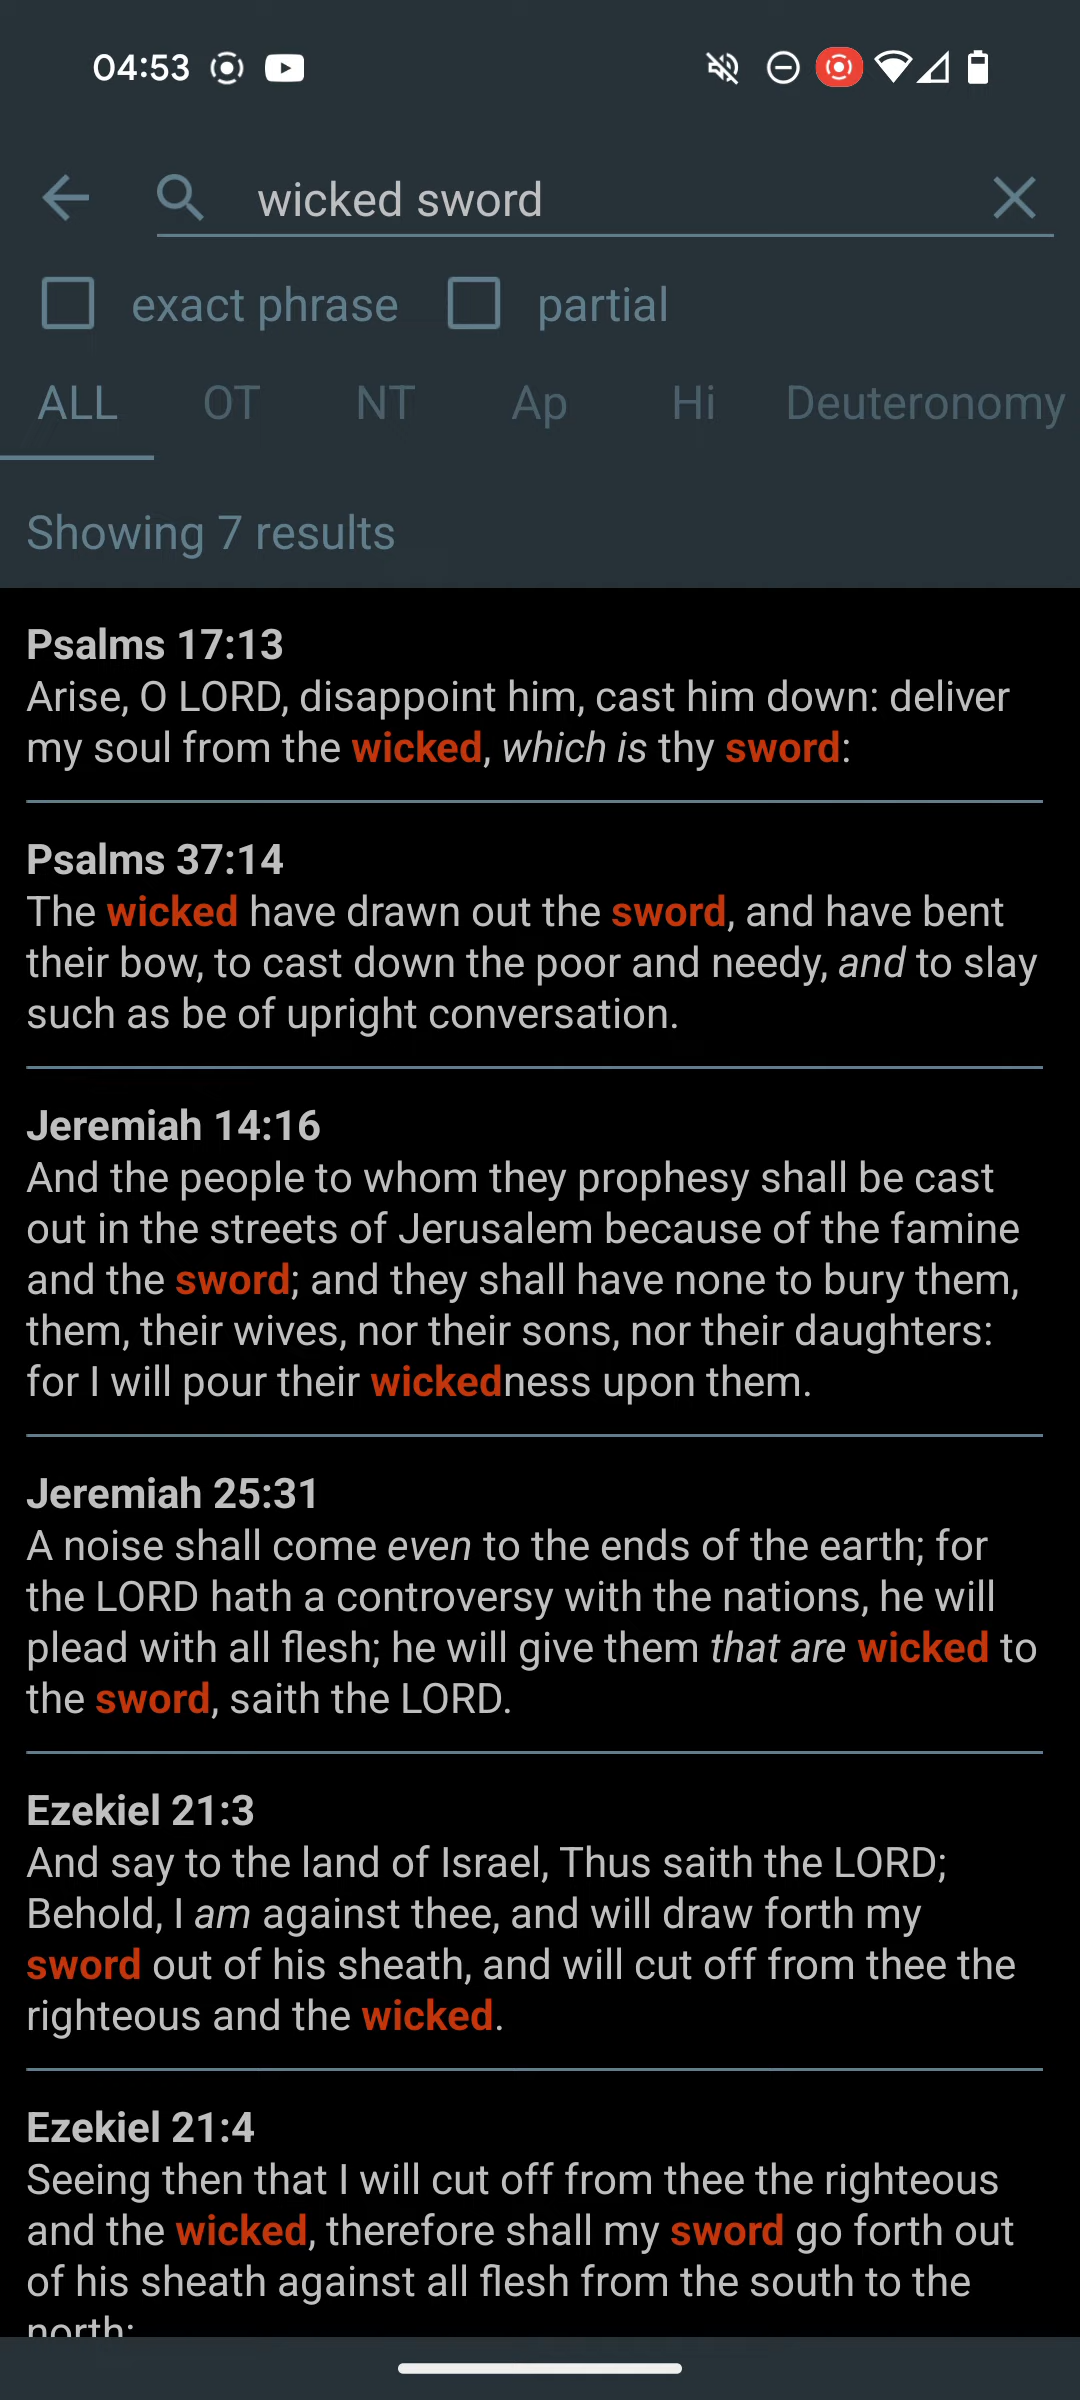 04:53
wicked sword
exact phrase partial
ALL OT NT Ap Hi Deuteronomy
Showing 7 results
Psalms 17:13
Arise, O LORD, disappoint him, cast him down: deliver
my soul from the wicked, which is thy sword:
Psalms 37:14
The wicked have drawn out the sword, and have bent
their bow, to cast down the poor and needy, and to slay
such as be of upright conversation.
Jeremiah 14:16
And the people to whom they prophesy shall be cast
out in the streets of Jerusalem because of the famine
and the sword; and they shall have none to bury them,
them, their wives, nor their sons, nor their daughters:
for I will pour their wickedness upon them.
Jeremiah 25:31
A noise shall come even to the ends of the earth; for
the LORD hath a controversy with the nations, he will
plead with all flesh; he will give them that are wicked to
the sword, saith the LORD.
Ezekiel 21:3
And say to the land of Israel, Thus saith the LORD;
Behold, I am against thee, and will draw forth my
sword out of his sheath, and will cut off from thee the
righteous and the wicked.
Ezekiel 21:4
Seeing then that I will cut off from thee the righteous
and the wicked, therefore shall my sword go forth out
of his sheath against all flesh from the south to the
north: